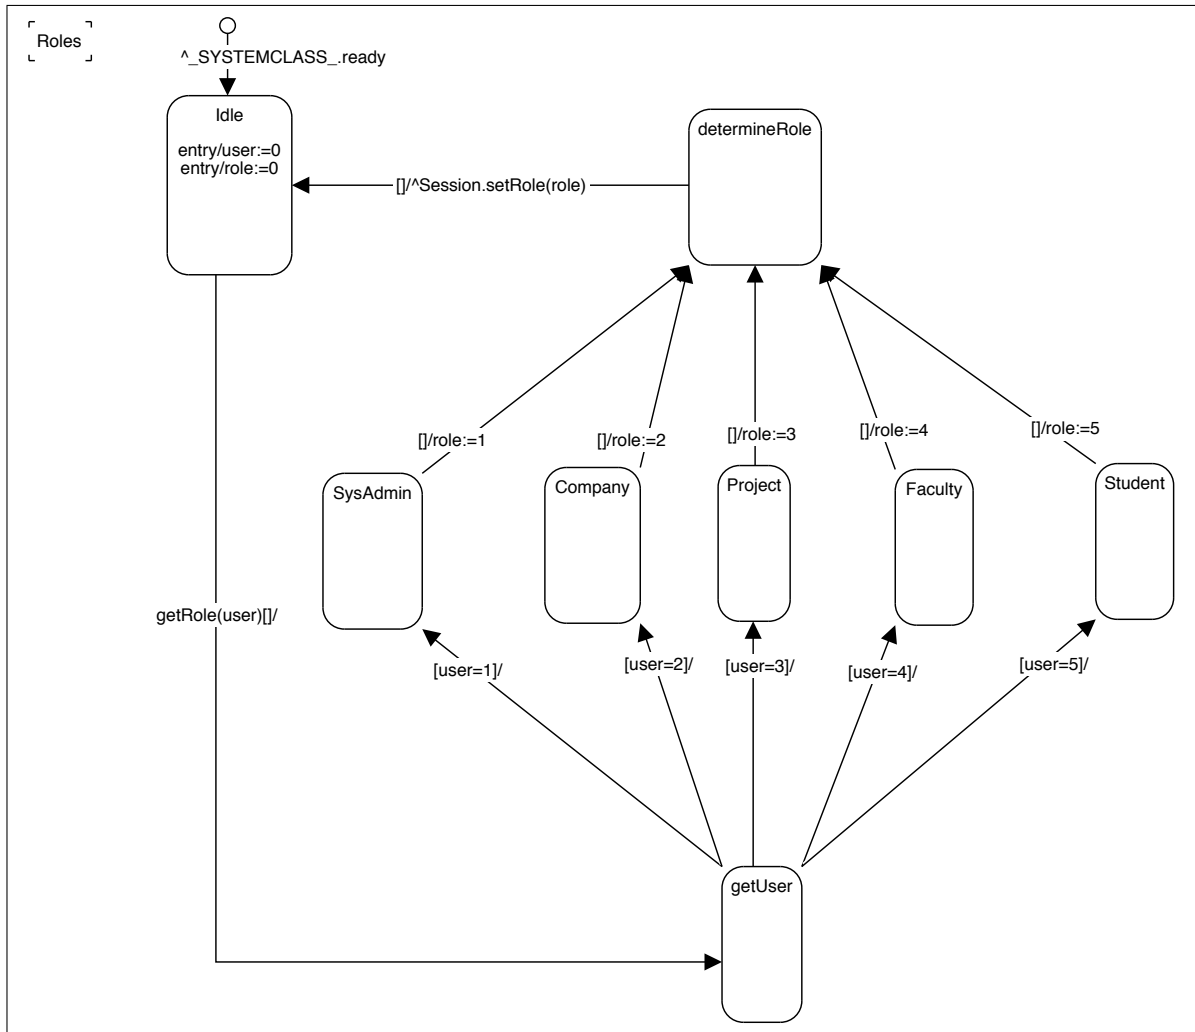 Roles
^_SYSTEMCLASS_.ready
Idle
entry/user:=0
entry/role:=0
determineRole
[]/^Session.setRole(role)
[]/role:=1
[]/role:=2
[]/role:=3
[]/role:=4
[]/role:=5
SysAdmin
Company
Project
Faculty
Student
getRole(user)[]/
[user=1]/
[user=2]/
[user=3]/
[user=4]/
[user=5]/
getUser